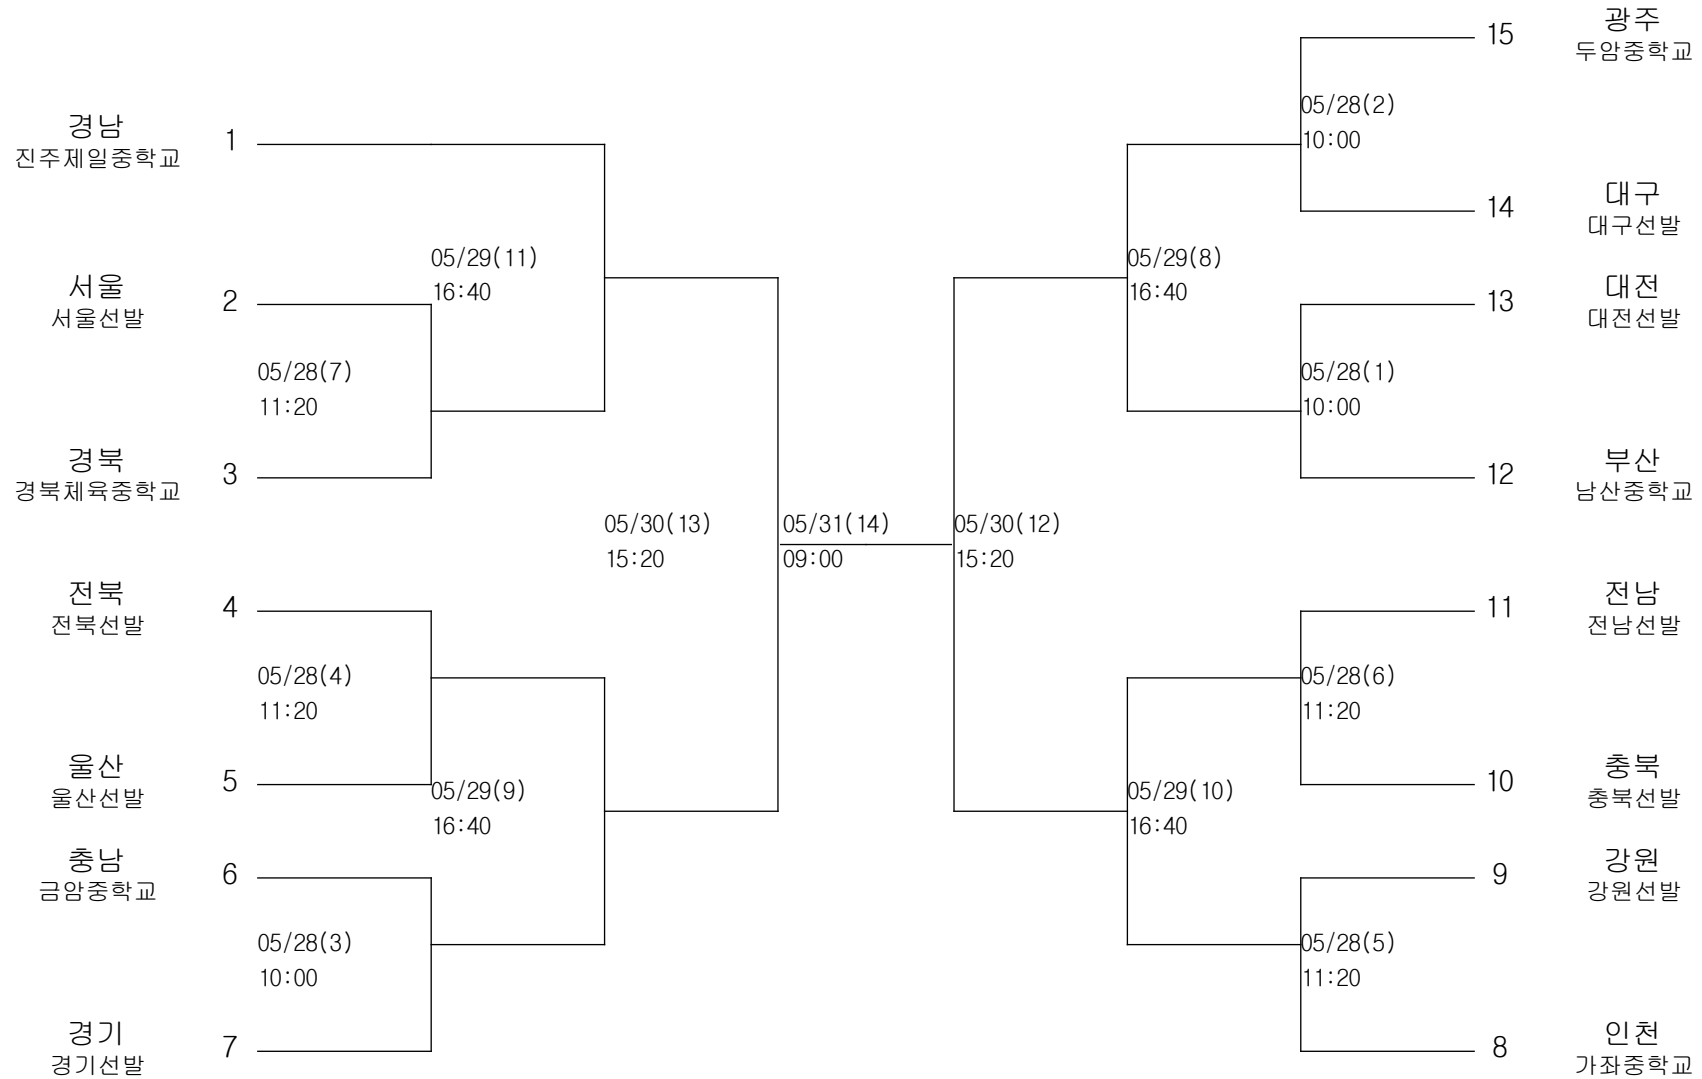 경남
진주제일중학교
1
서울
서울선발
2
05/28(7)
11:20
경북
경북체육중학교
3
05/29(11)
16:40
전북
전북선발
4
05/28(4)
11:20
울산
울산선발
5
05/29(9)
16:40
충남
금암중학교
6
05/28(3)
10:00
경기
경기선발
7
05/30(13)
15:20
05/31(14)
09:00
05/30(12)
15:20
15
광주
두암중학교
05/28(2)
10:00
14
대구
대구선발
05/29(8)
16:40
13
대전
대전선발
05/28(1)
10:00
12
부산
남산중학교
11
전남
전남선발
05/28(6)
11:20
10
충북
충북선발
05/29(10)
16:40
9
강원
강원선발
05/28(5)
11:20
8
인천
가좌중학교